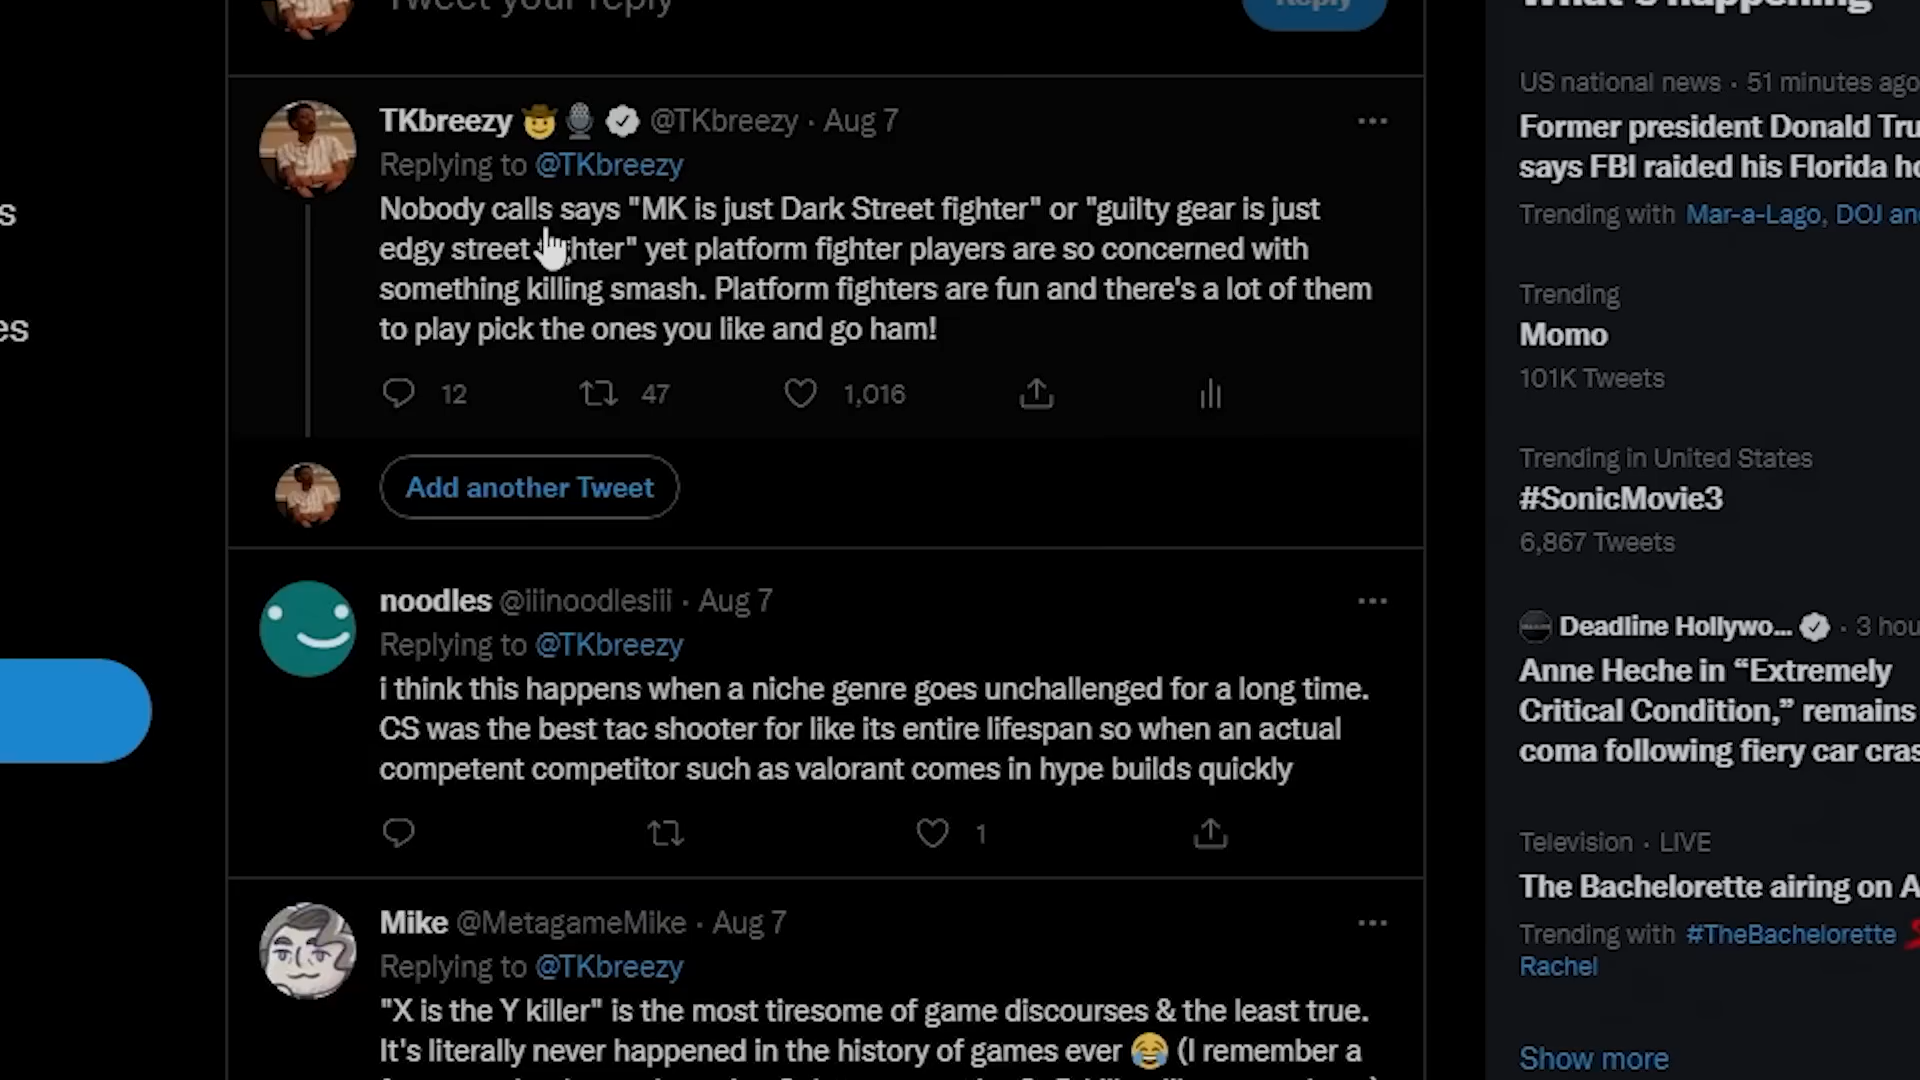 Tweet your reply
Reply
TKbreezy 🤠🎙️ @TKbreezy · Aug 7
Replying to @TKbreezy
Nobody calls says "MK is just Dark Street fighter" or "guilty gear is just
edgy street fighter" yet platform fighter players are so concerned with
something killing smash. Platform fighters are fun and there's a lot of them
to play pick the ones you like and go ham!
12 47 1,016
Add another Tweet
noodles @iiinoodlesiii · Aug 7
Replying to @TKbreezy
i think this happens when a niche genre goes unchallenged for a long time.
CS was the best tac shooter for like its entire lifespan so when an actual
competent competitor such as valorant comes in hype builds quickly
1
Mike @MetagameMike · Aug 7
Replying to @TKbreezy
"X is the Y killer" is the most tiresome of game discourses & the least true.
It's literally never happened in the history of games ever 😂 (I remember a
s
es
What's happening
US national news · 51 minutes ago
Former president Donald Tru
says FBI raided his Florida ho
Trending with Mar-a-Lago, DOJ an
Trending
Momo
101K Tweets
Trending in United States
#SonicMovie3
6,867 Tweets
Deadline Hollywo... · 3 hou
Anne Heche in “Extremely
Critical Condition,” remains
coma following fiery car cras
Television · LIVE
The Bachelorette airing on A
Trending with #TheBachelorette
Rachel
Show more